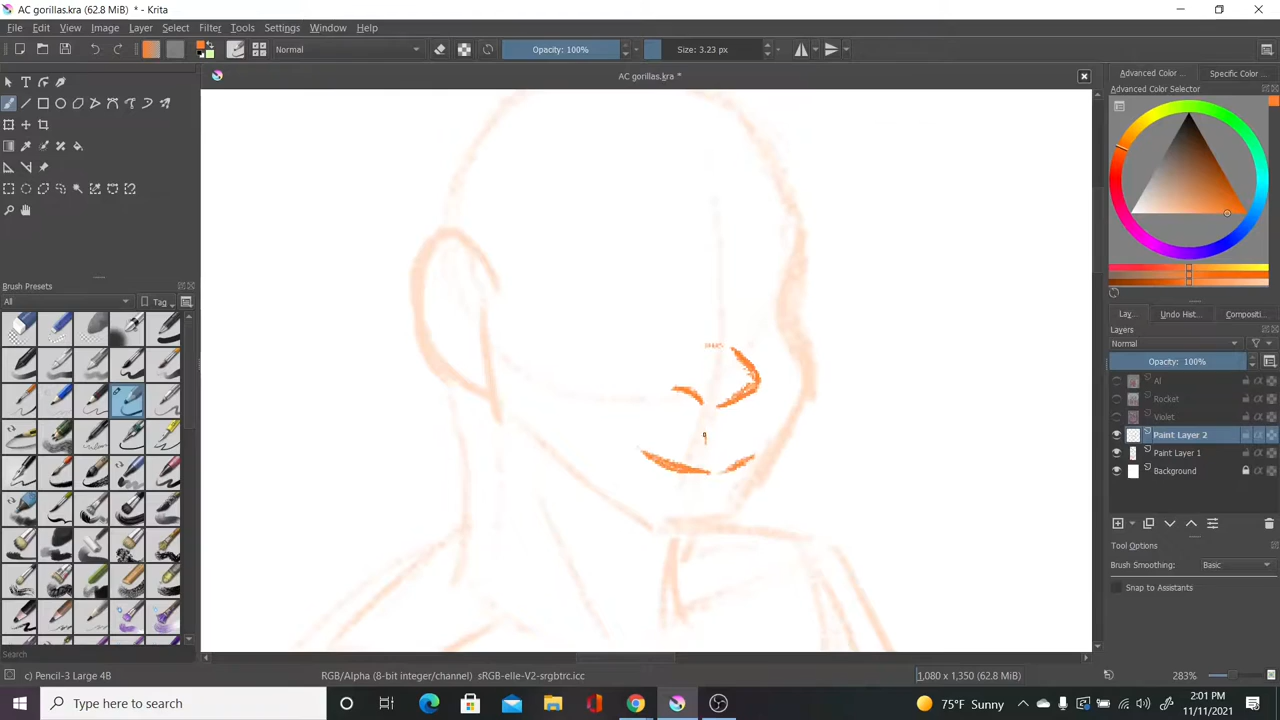 AC gorillas.kra (62.8 MiB) * - Krita
File Edit View Image Layer Select Filter Tools Settings Window Help
Normal Opacity: 100% Size: 3.23 px
AC gorillas.kra *
Advanced Color ... Specific Color ...
Advanced Color Selector
Brush Presets
All Tag
Lay... Undo Hist... Compositi...
Layers
Normal
Opacity: 100%
Al
Rocket
Violet
Paint Layer 2
Paint Layer 1
Background
Tool Options
Brush Smoothing: Basic
Snap to Assistants
Search
c) Pencil-3 Large 4B RGB/Alpha (8-bit integer/channel) sRGB-elle-V2-srgbtrc.icc 1,080 x 1,350 (62.8 MiB) 283%
Type here to search
75°F Sunny
2:01 PM
11/11/2021